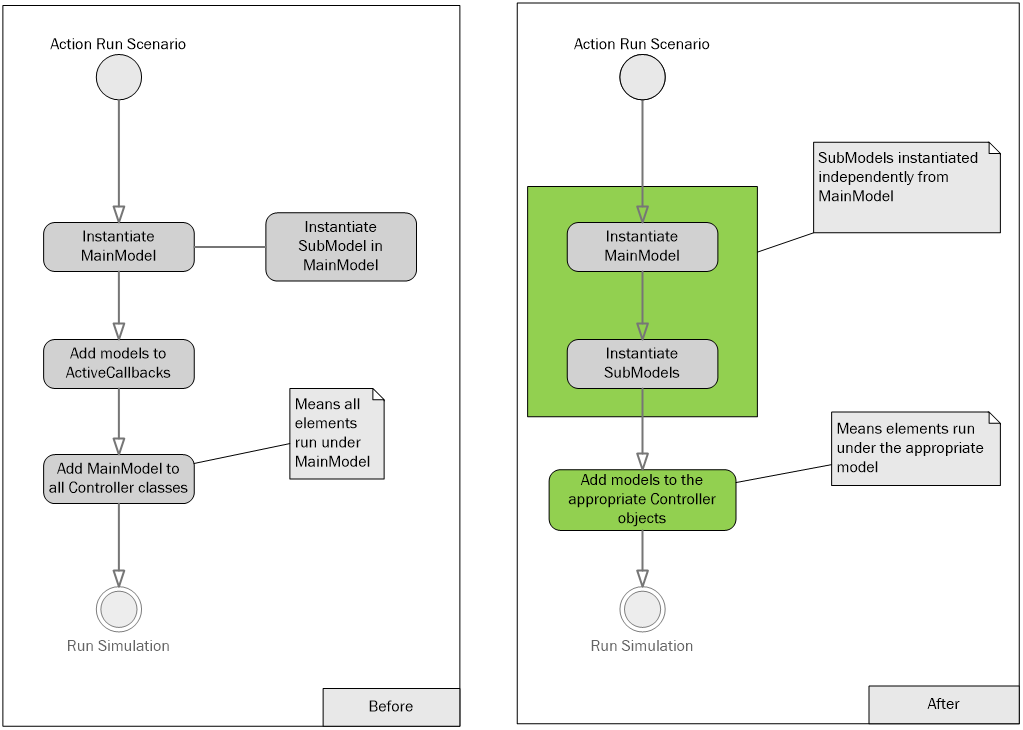 Action Run Scenario
Instantiate
MainModel
Instantiate
SubModel in
MainModel
Add models to
ActiveCallbacks
Means all
elements
run under
MainModel
Add MainModel to
all Controller classes
Run Simulation
Before
Action Run Scenario
SubModels instantiated
independently from
MainModel
Instantiate
MainModel
Instantiate
SubModels
Means elements run
under the appropriate
model
Add models to the
appropriate Controller
objects
Run Simulation
After